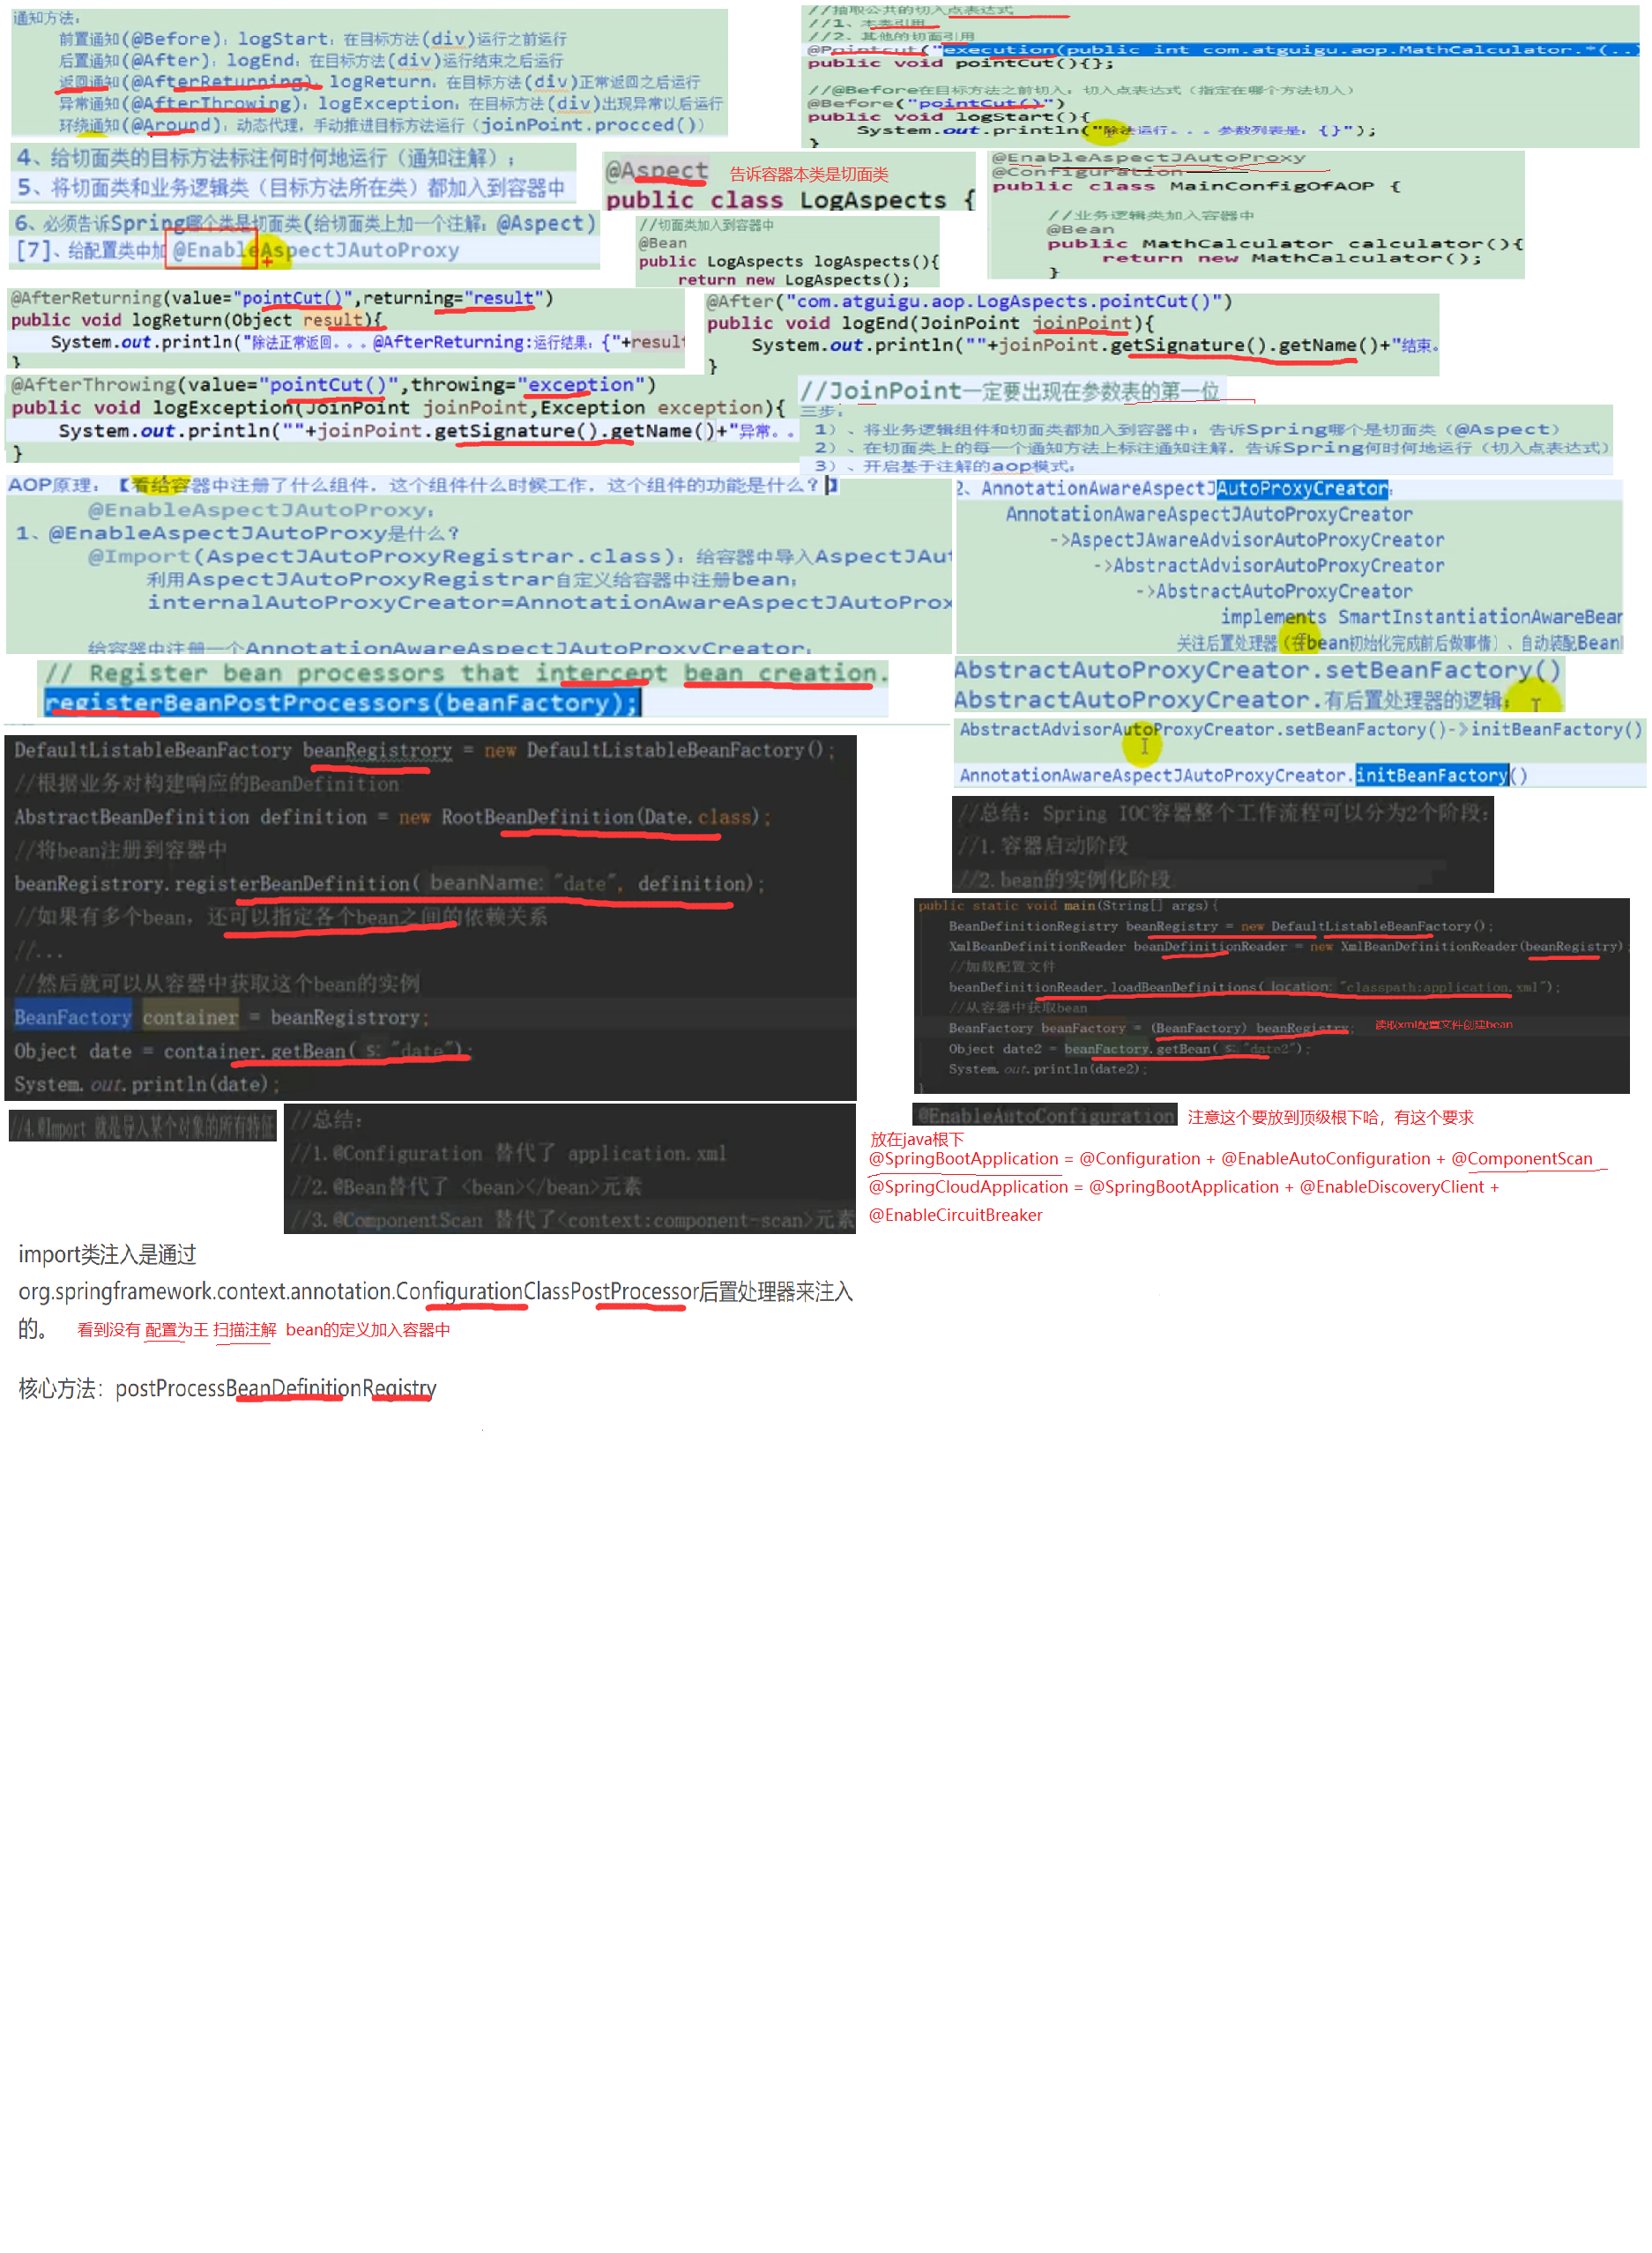 通知方法：
前置通知(@Before)：logStart：在目标方法(div)运行之前运行
后置通知(@After)：logEnd：在目标方法(div)运行结束之后运行
返回通知(@AfterReturning)：logReturn：在目标方法(div)正常返回之后运行
异常通知(@AfterThrowing)：logException：在目标方法(div)出现异常以后运行
环绕通知(@Around)：动态代理，手动推进目标方法运行（joinPoint.procced()）
//抽取公共的切入点表达式
//1、本类引用
//2、其他的切面引用
@Pointcut("execution(public int com.atguigu.aop.MathCalculator.*(..)
public void pointCut(){};
//@Before在目标方法之前切入；切入点表达式（指定在哪个方法切入）
@Before("pointCut()")
public void logStart(){
System.out.println("除法运行。。。参数列表是：{}");
}
4、给切面类的目标方法标注何时何地运行（通知注解）；
5、将切面类和业务逻辑类（目标方法所在类）都加入到容器中
@Aspect 告诉容器本类是切面类
public class LogAspects {
@EnableAspectJAutoProxy
@Configuration
public class MainConfigOfAOP {
//业务逻辑类加入容器中
@Bean
public MathCalculator calculator(){
return new MathCalculator();
}
6、必须告诉Spring哪个类是切面类(给切面类上加一个注解：@Aspect)
[7]、给配置类中加 @EnableAspectJAutoProxy
//切面类加入到容器中
@Bean
public LogAspects logAspects(){
return new LogAspects();
@AfterReturning(value="pointCut()",returning="result")
public void logReturn(Object result){
System.out.println("除法正常返回。。。@AfterReturning:运行结果：{"+result
}
@After("com.atguigu.aop.LogAspects.pointCut()")
public void logEnd(JoinPoint joinPoint){
System.out.println(""+joinPoint.getSignature().getName()+"结束。
}
@AfterThrowing(value="pointCut()",throwing="exception")
public void logException(JoinPoint joinPoint,Exception exception){
System.out.println(""+joinPoint.getSignature().getName()+"异常。。
}
//JoinPoint一定要出现在参数表的第一位
三步：
1）、将业务逻辑组件和切面类都加入到容器中；告诉Spring哪个是切面类（@Aspect）
2）、在切面类上的每一个通知方法上标注通知注解，告诉Spring何时何地运行（切入点表达式）
3）、开启基于注解的aop模式；
AOP原理：【看给容器中注册了什么组件，这个组件什么时候工作，这个组件的功能是什么？】
@EnableAspectJAutoProxy；
1、@EnableAspectJAutoProxy是什么？
@Import(AspectJAutoProxyRegistrar.class)：给容器中导入AspectJAu
利用AspectJAutoProxyRegistrar自定义给容器中注册bean；
internalAutoProxyCreator=AnnotationAwareAspectJAutoProx
给容器中注册一个AnnotationAwareAspectJAutoProxyCreator；
2、AnnotationAwareAspectJAutoProxyCreator：
AnnotationAwareAspectJAutoProxyCreator
->AspectJAwareAdvisorAutoProxyCreator
->AbstractAdvisorAutoProxyCreator
->AbstractAutoProxyCreator
implements SmartInstantiationAwareBean
关注后置处理器（在bean初始化完成前后做事情）、自动装配Bean
// Register bean processors that intercept bean creation.
registerBeanPostProcessors(beanFactory);
AbstractAutoProxyCreator.setBeanFactory()
AbstractAutoProxyCreator.有后置处理器的逻辑；
AbstractAdvisorAutoProxyCreator.setBeanFactory()->initBeanFactory()
AnnotationAwareAspectJAutoProxyCreator.initBeanFactory()
DefaultListableBeanFactory beanRegistrory = new DefaultListableBeanFactory();
//根据业务对构建响应的BeanDefinition
AbstractBeanDefinition definition = new RootBeanDefinition(Date.class);
//将bean注册到容器中
beanRegistrory.registerBeanDefinition( beanName: "date", definition);
//如果有多个bean，还可以指定各个bean之间的依赖关系
//...
//然后就可以从容器中获取这个bean的实例
BeanFactory container = beanRegistrory;
Object date = container.getBean( s: "date");
System.out.println(date);
//总结：Spring IOC容器整个工作流程可以分为2个阶段：
//1.容器启动阶段
//2.bean的实例化阶段
public static void main(String[] args){
BeanDefinitionRegistry beanRegistry = new DefaultListableBeanFactory();
XmlBeanDefinitionReader beanDefinitionReader = new XmlBeanDefinitionReader(beanRegistry);
//加载配置文件
beanDefinitionReader.loadBeanDefinitions( location: "classpath:application.xml");
//从容器中获取bean
BeanFactory beanFactory = (BeanFactory) beanRegistry; 读取xml配置文件创建bean
Object date2 = beanFactory.getBean( s: "date2");
System.out.println(date2);
}
//4.@Import 就是导入某个对象的所有特征
//总结：
//1.@Configuration 替代了 application.xml
//2.@Bean替代了 <bean></bean>元素
//3.@ComponentScan 替代了<context:component-scan>元素
@EnableAutoConfiguration 注意这个要放到顶级根下哈，有这个要求
放在java根下
@SpringBootApplication = @Configuration + @EnableAutoConfiguration + @ComponentScan
@SpringCloudApplication = @SpringBootApplication + @EnableDiscoveryClient +
@EnableCircuitBreaker
import类注入是通过
org.springframework.context.annotation.ConfigurationClassPostProcessor后置处理器来注入
的。 看到没有 配置为王 扫描注解 bean的定义加入容器中
核心方法：postProcessBeanDefinitionRegistry